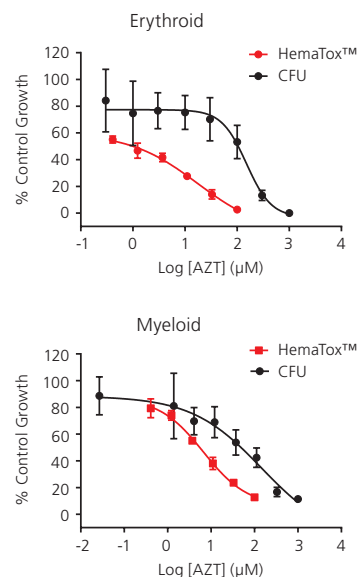 Erythroid
HemaTox™
CFU
% Control Growth
120
100
80
60
40
20
0
-1 0 1 2 3 4
Log [AZT] (µM)
Myeloid
HemaTox™
CFU
% Control Growth
120
100
80
60
40
20
0
-2 -1 0 1 2 3 4
Log [AZT] (µM)